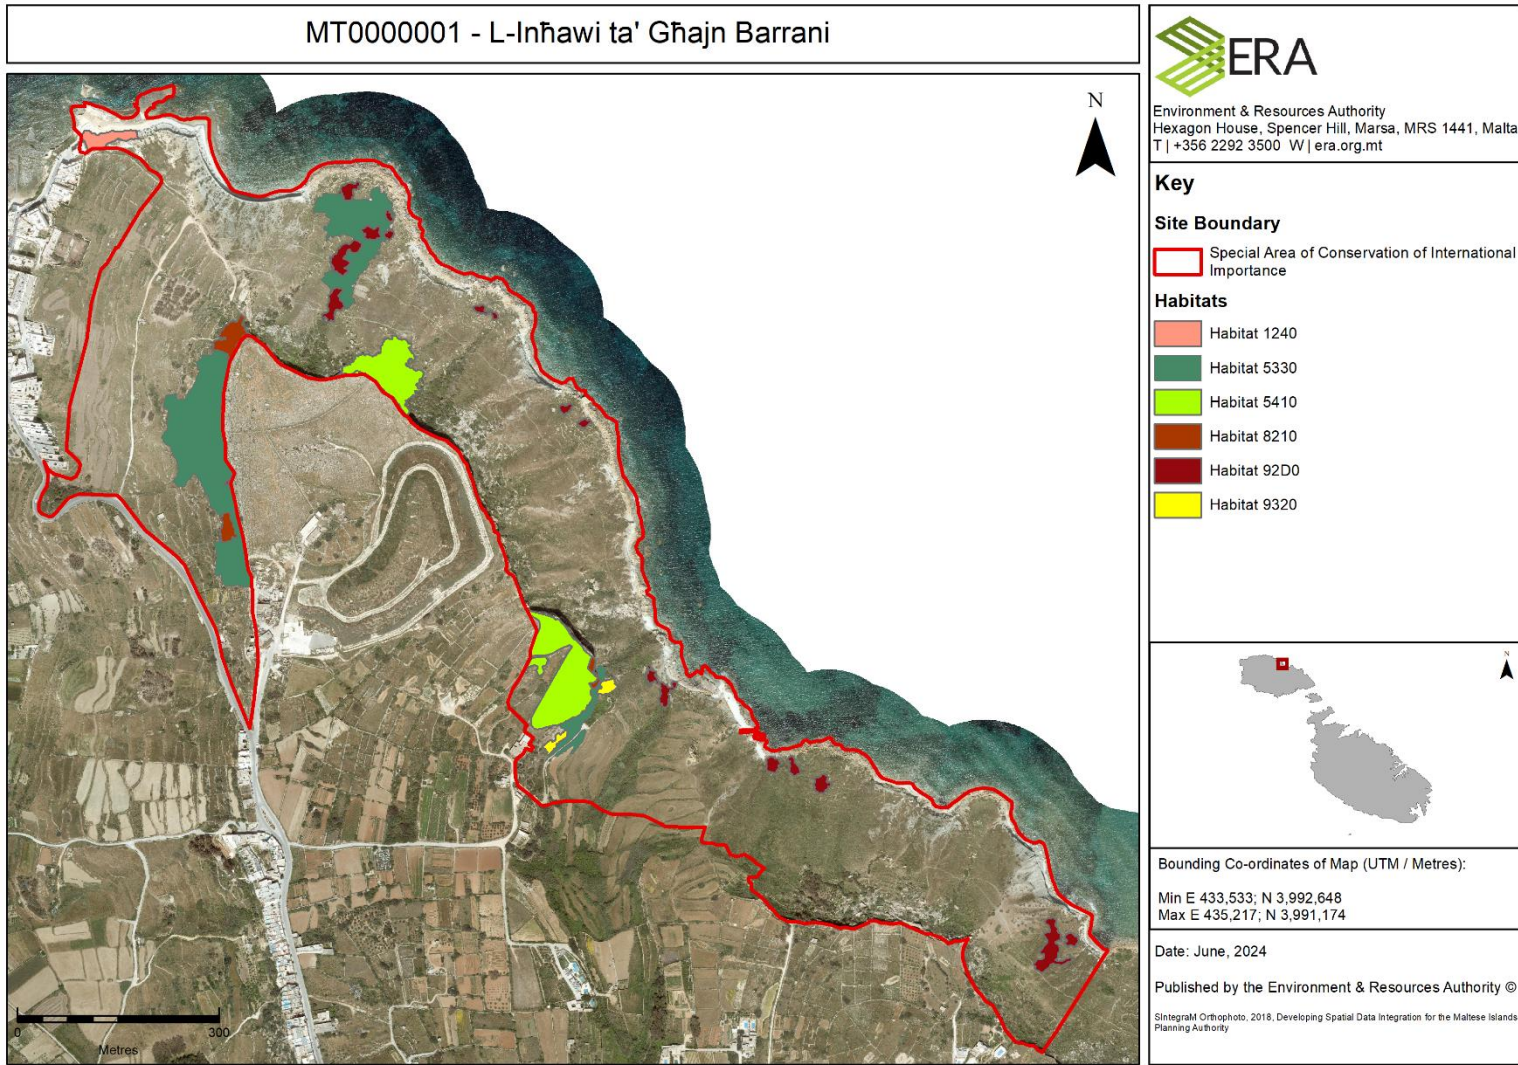 MT0000001 - L-Inħawi ta' Għajn Barrani
N
0
300
Metres
ERA
Environment & Resources Authority
Hexagon House, Spencer Hill, Marsa, MRS 1441, Malta
T | +356 2292 3500 W | era.org.mt
Key
Site Boundary
Special Area of Conservation of International
Importance
Habitats
Habitat 1240
Habitat 5330
Habitat 5410
Habitat 8210
Habitat 92D0
Habitat 9320
N
Bounding Co-ordinates of Map (UTM / Metres):
Min E 433,533; N 3,992,648
Max E 435,217; N 3,991,174
Date: June, 2024
Published by the Environment & Resources Authority ©
SIntegraM Orthophoto, 2018, Developing Spatial Data Integration for the Maltese Islands,
Planning Authority